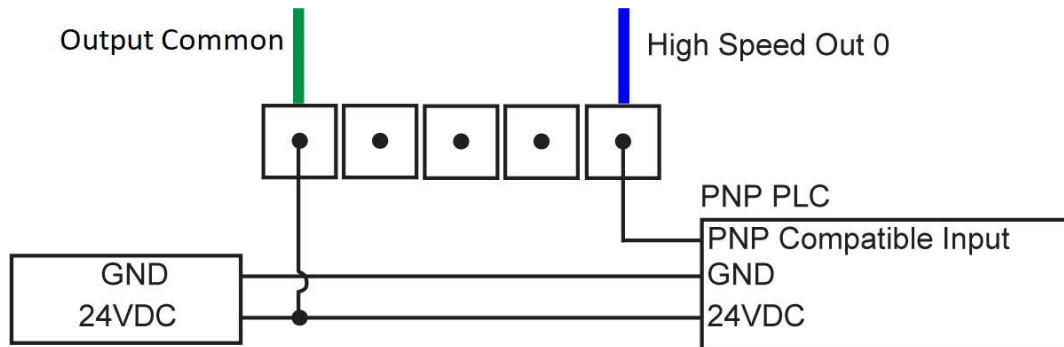 Output Common
High Speed Out 0
PNP PLC
PNP Compatible Input
GND
GND
24VDC
24VDC